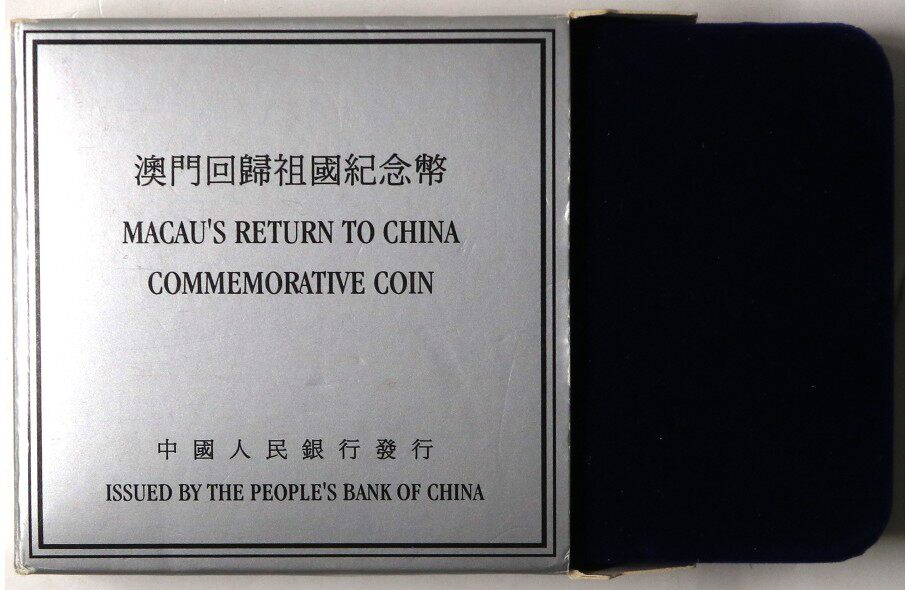 澳門回歸祖國紀念幣
MACAU'S RETURN TO CHINA
COMMEMORATIVE COIN
中國人民銀行發行
ISSUED BY THE PEOPLE'S BANK OF CHINA